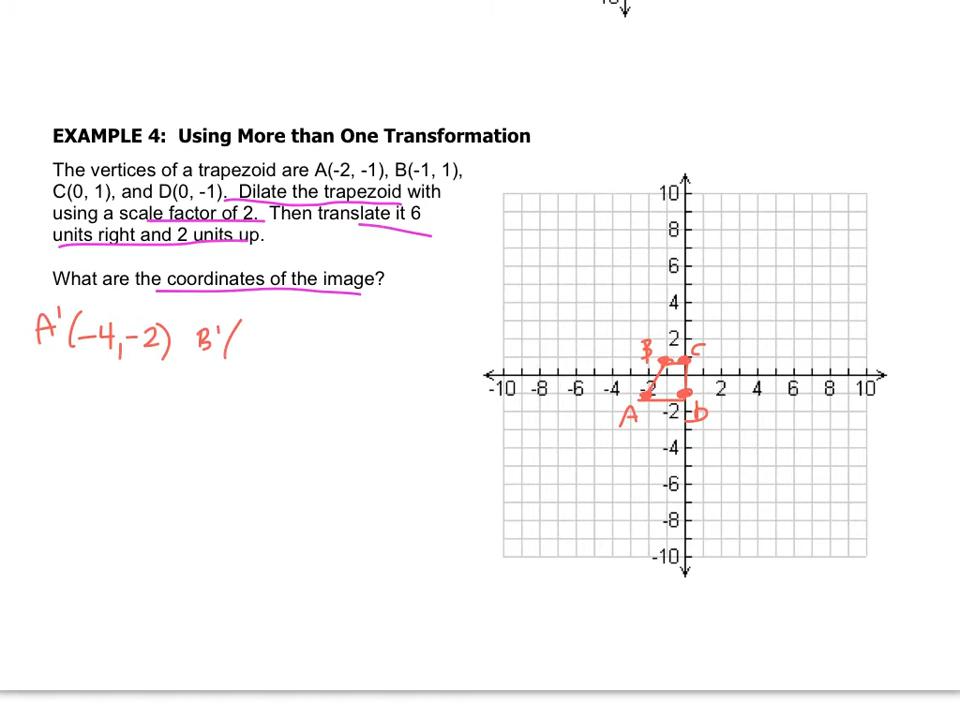 EXAMPLE 4: Using More than One Transformation
The vertices of a trapezoid are A(-2, -1), B(-1, 1),
C(0, 1), and D(0, -1). Dilate the trapezoid with
using a scale factor of 2. Then translate it 6
units right and 2 units up.
What are the coordinates of the image?
A'(-4,-2) B'(
10
8
6
4
2
B C
-10 -8 -6 -4 -2 2 4 6 8 10
A -2 D
-4
-6
-8
-10